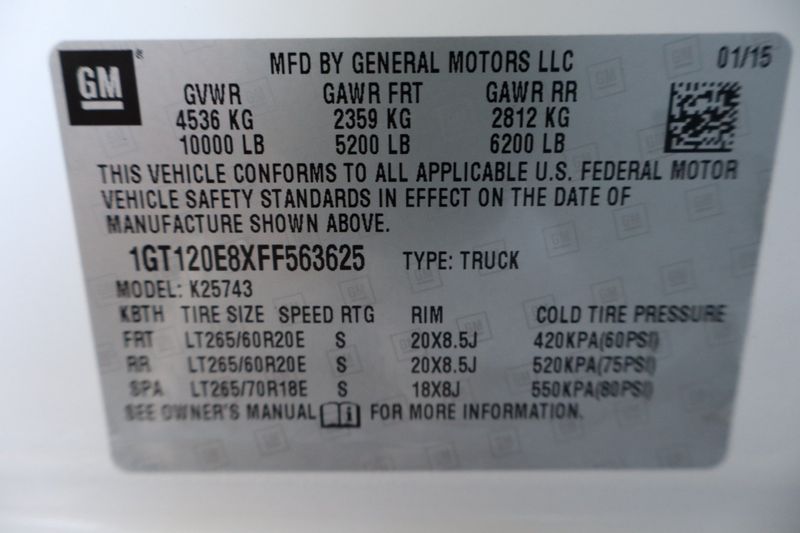 GM
MFD BY GENERAL MOTORS LLC 01/15
GVWR GAWR FRT GAWR RR
4536 KG 2359 KG 2812 KG
10000 LB 5200 LB 6200 LB
THIS VEHICLE CONFORMS TO ALL APPLICABLE U.S. FEDERAL MOTOR
VEHICLE SAFETY STANDARDS IN EFFECT ON THE DATE OF
MANUFACTURE SHOWN ABOVE.
1GT120E8XFF563625 TYPE: TRUCK
MODEL: K25743
KBTH TIRE SIZE SPEED RTG RIM COLD TIRE PRESSURE
FRT LT265/60R20E S 20X8.5J 420KPA(60PSI)
RR LT265/60R20E S 20X8.5J 520KPA(75PSI)
SPA LT265/70R18E S 18X8J 550KPA(80PSI)
SEE OWNER'S MANUAL FOR MORE INFORMATION.